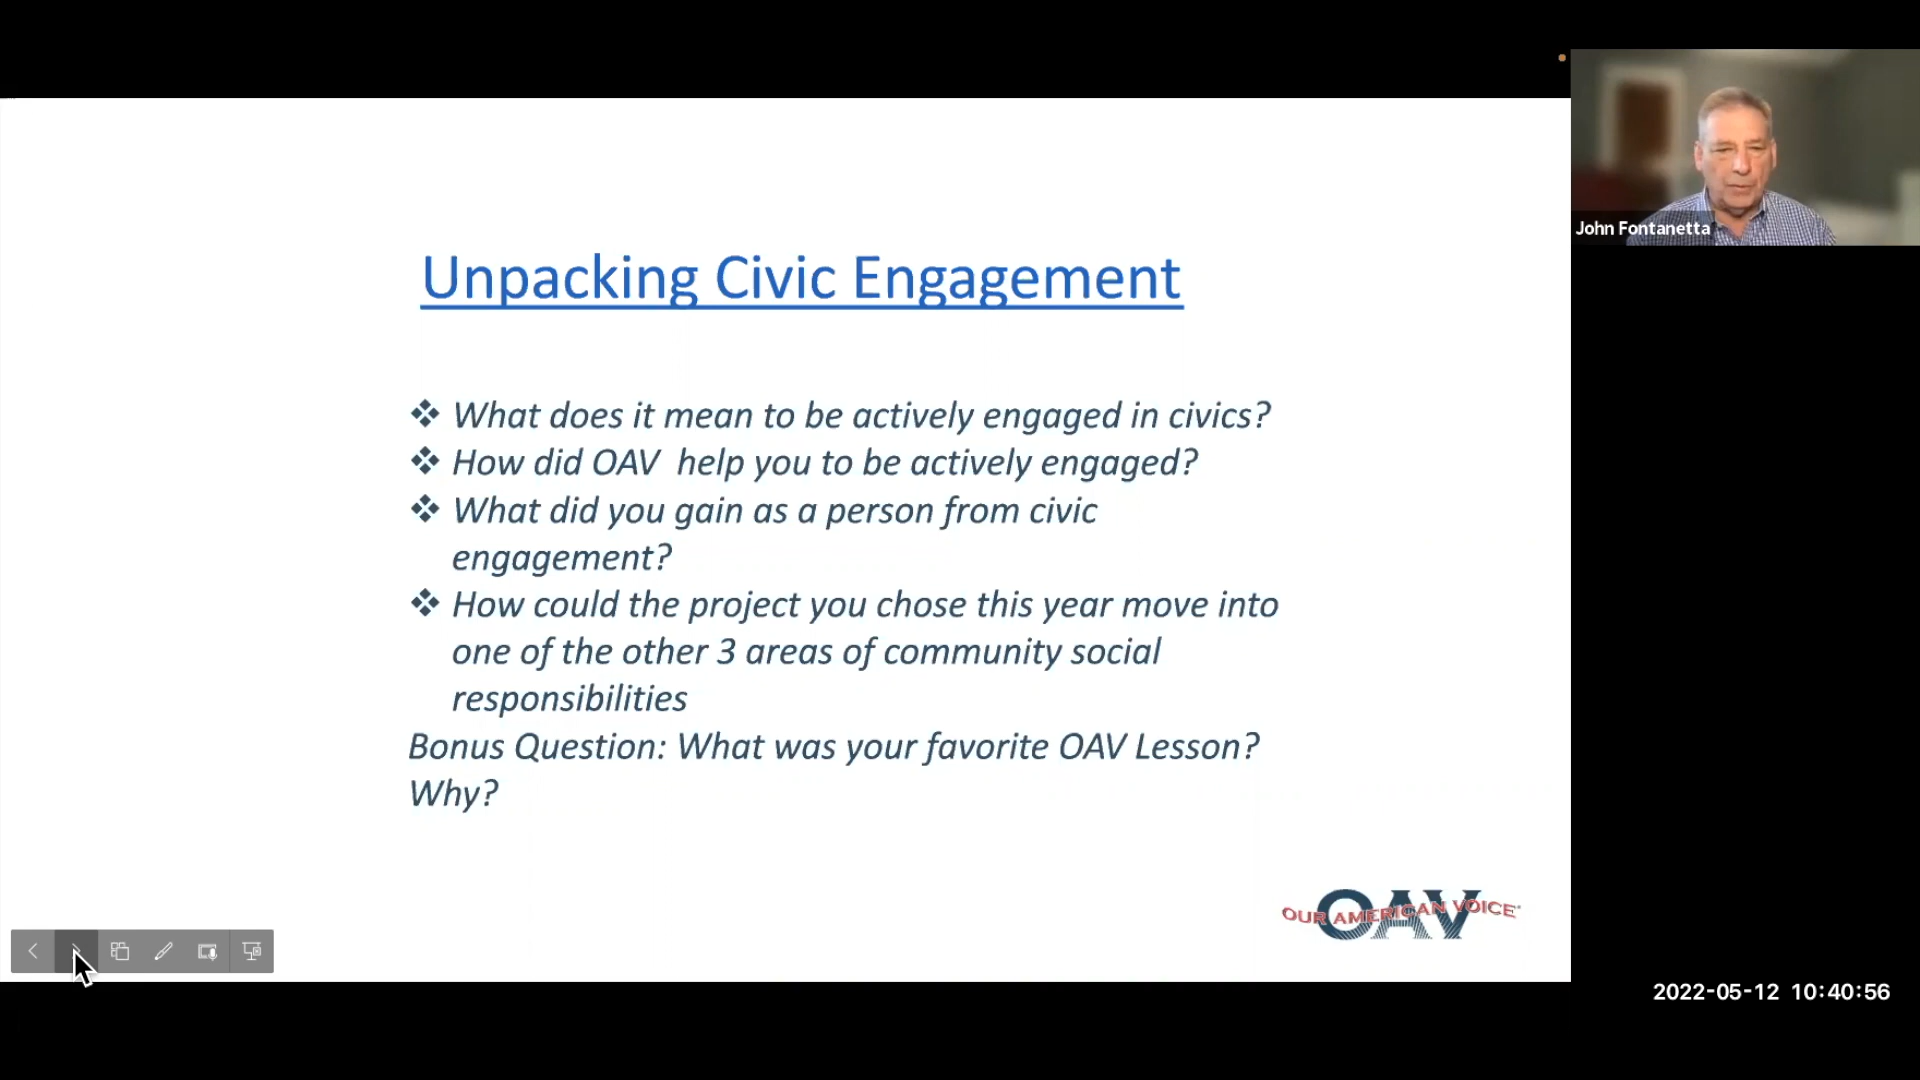 John Fontanetta
Unpacking Civic Engagement
❖ What does it mean to be actively engaged in civics?
❖ How did OAV  help you to be actively engaged?
❖ What did you gain as a person from civic
engagement?
❖ How could the project you chose this year move into
one of the other 3 areas of community social
responsibilities
Bonus Question: What was your favorite OAV Lesson?
Why?
OAV
OUR AMERICAN VOICE
2022-05-12 10:40:56